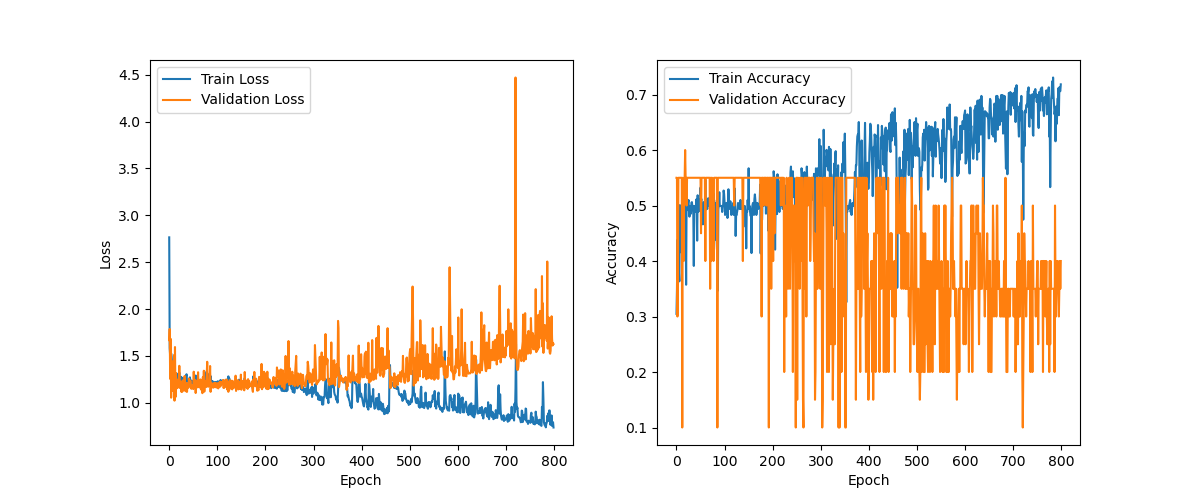 Train Loss
Validation Loss
4.5
4.0
3.5
3.0
2.5
2.0
1.5
1.0
Loss
0 100 200 300 400 500 600 700 800
Epoch
Train Accuracy
Validation Accuracy
0.7
0.6
0.5
0.4
0.3
0.2
0.1
Accuracy
0 100 200 300 400 500 600 700 800
Epoch